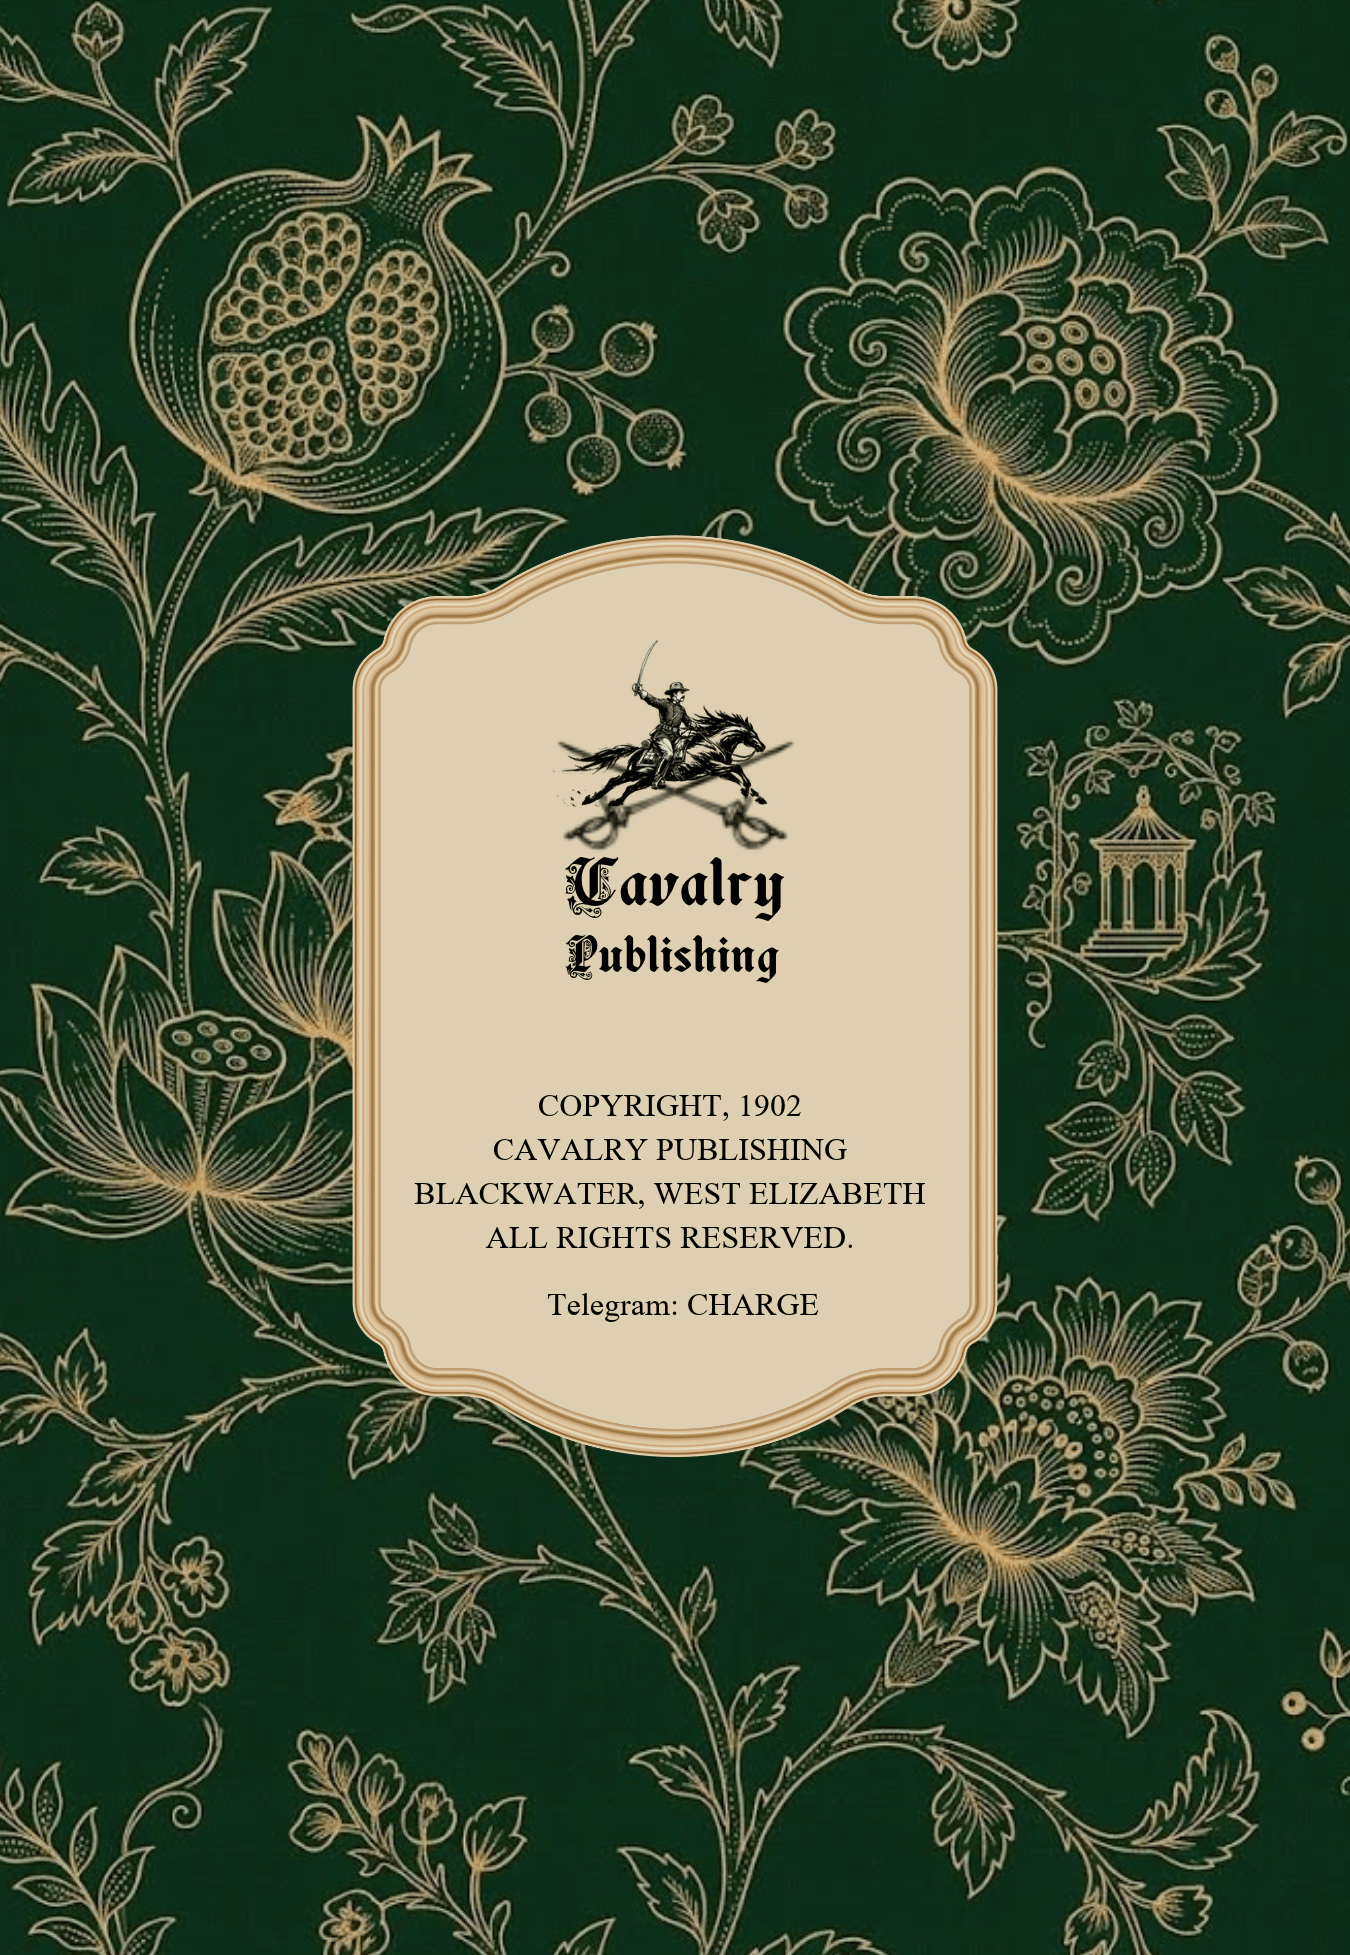 Cavalry
Publishing
COPYRIGHT, 1902
CAVALRY PUBLISHING
BLACKWATER, WEST ELIZABETH
ALL RIGHTS RESERVED.
Telegram: CHARGE